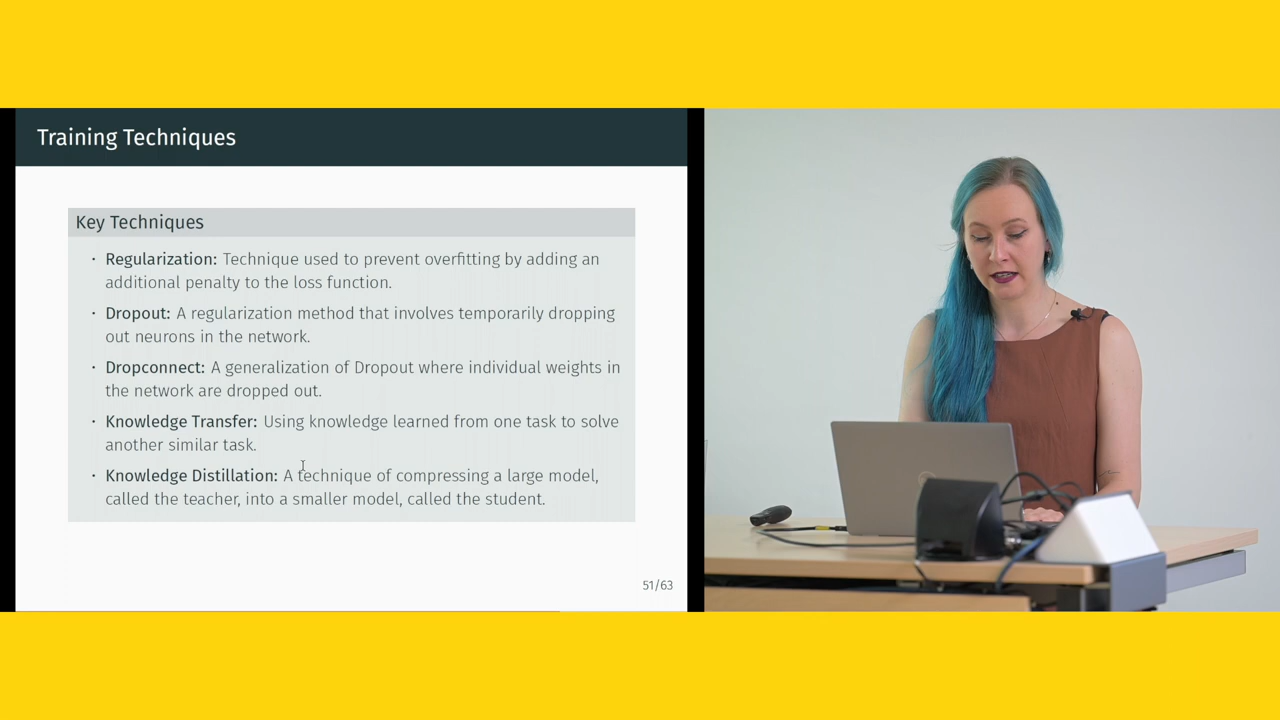 Training Techniques
Key Techniques
· Regularization: Technique used to prevent overfitting by adding an
additional penalty to the loss function.
· Dropout: A regularization method that involves temporarily dropping
out neurons in the network.
· Dropconnect: A generalization of Dropout where individual weights in
the network are dropped out.
· Knowledge Transfer: Using knowledge learned from one task to solve
another similar task.
· Knowledge Distillation: A technique of compressing a large model,
called the teacher, into a smaller model, called the student.
51/63